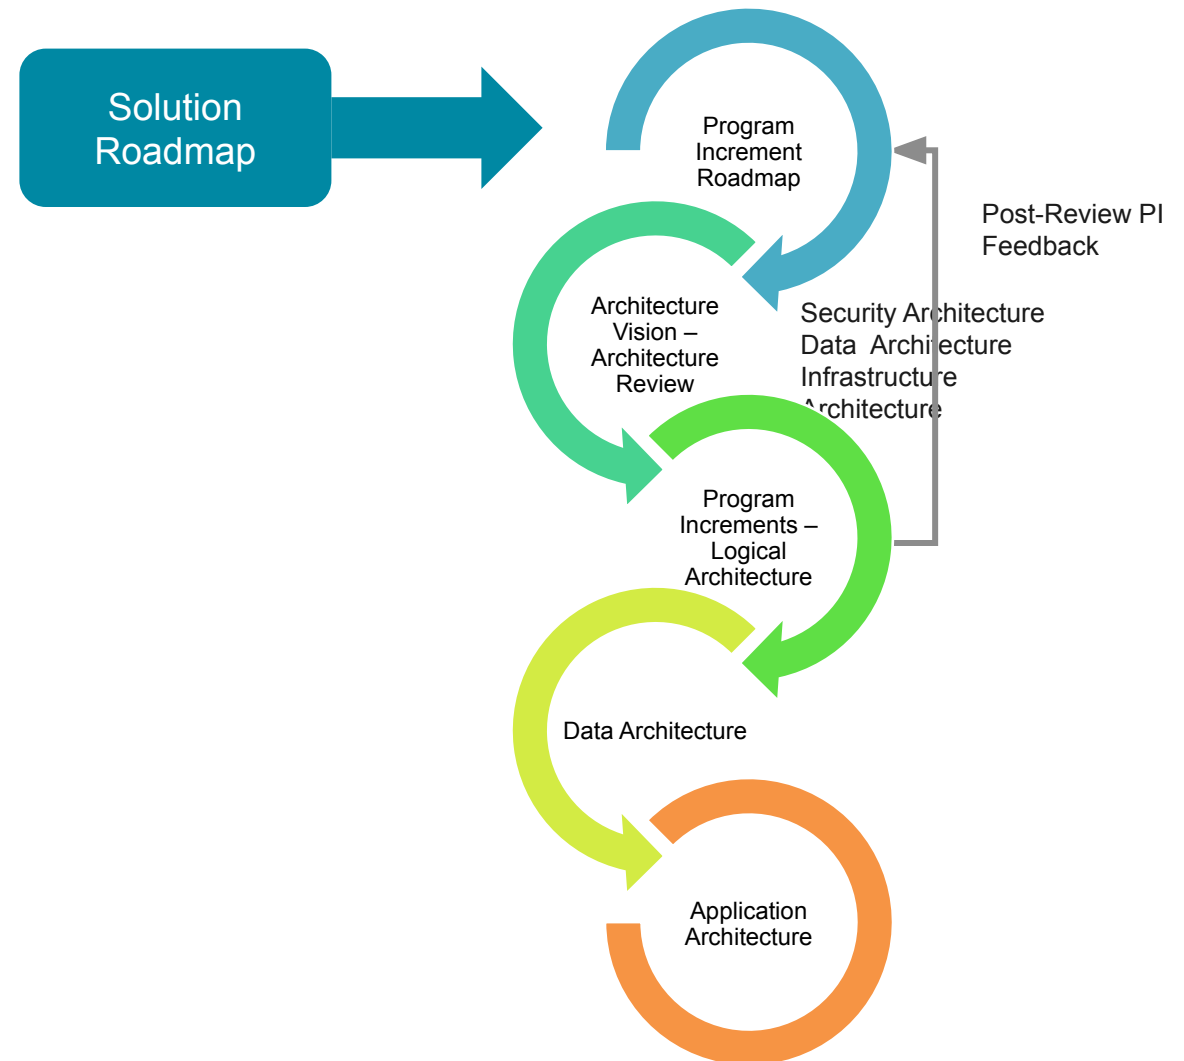 Solution
Roadmap
Program
Increment
Roadmap
Post-Review PI
Feedback
Architecture
Vision –
Architecture
Review
Security Architecture
Data  Architecture
Infrastructure
Architecture
Program
Increments –
Logical
Architecture
Data Architecture
Application
Architecture